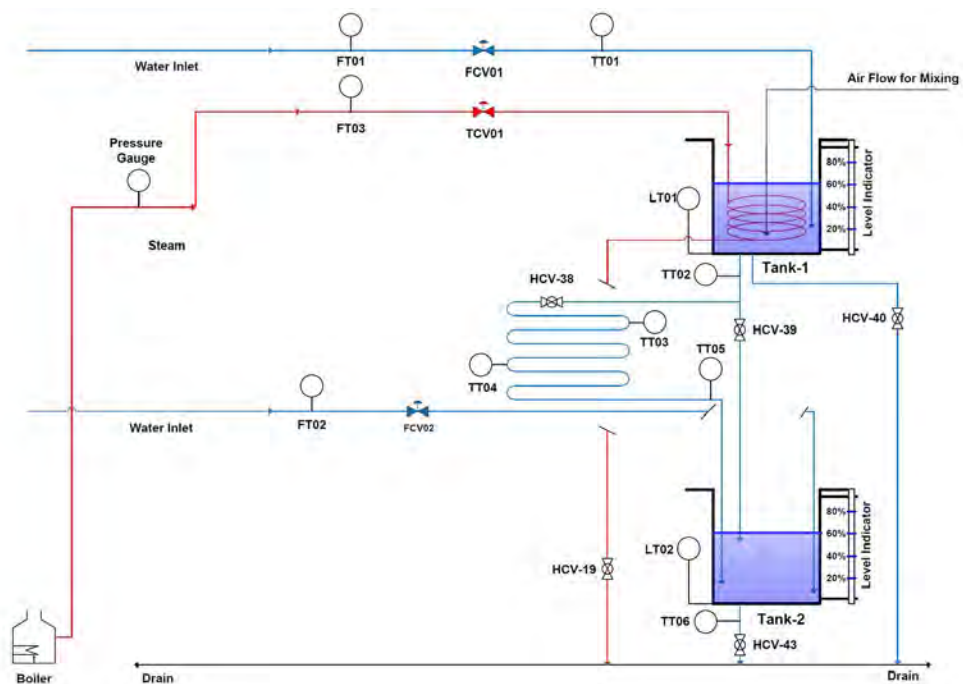 Water Inlet
FT01
FCV01
TT01
Air Flow for Mixing
FT03
TCV01
Pressure
Gauge
Steam
80%
60%
40%
20%
Level Indicator
LT01
TT02
Tank-1
HCV-38
HCV-39
HCV-40
TT03
TT04
TT05
Water Inlet
FT02
FCV02
80%
60%
40%
20%
Level Indicator
LT02
HCV-19
TT06
Tank-2
HCV-43
Boiler
Drain
Drain